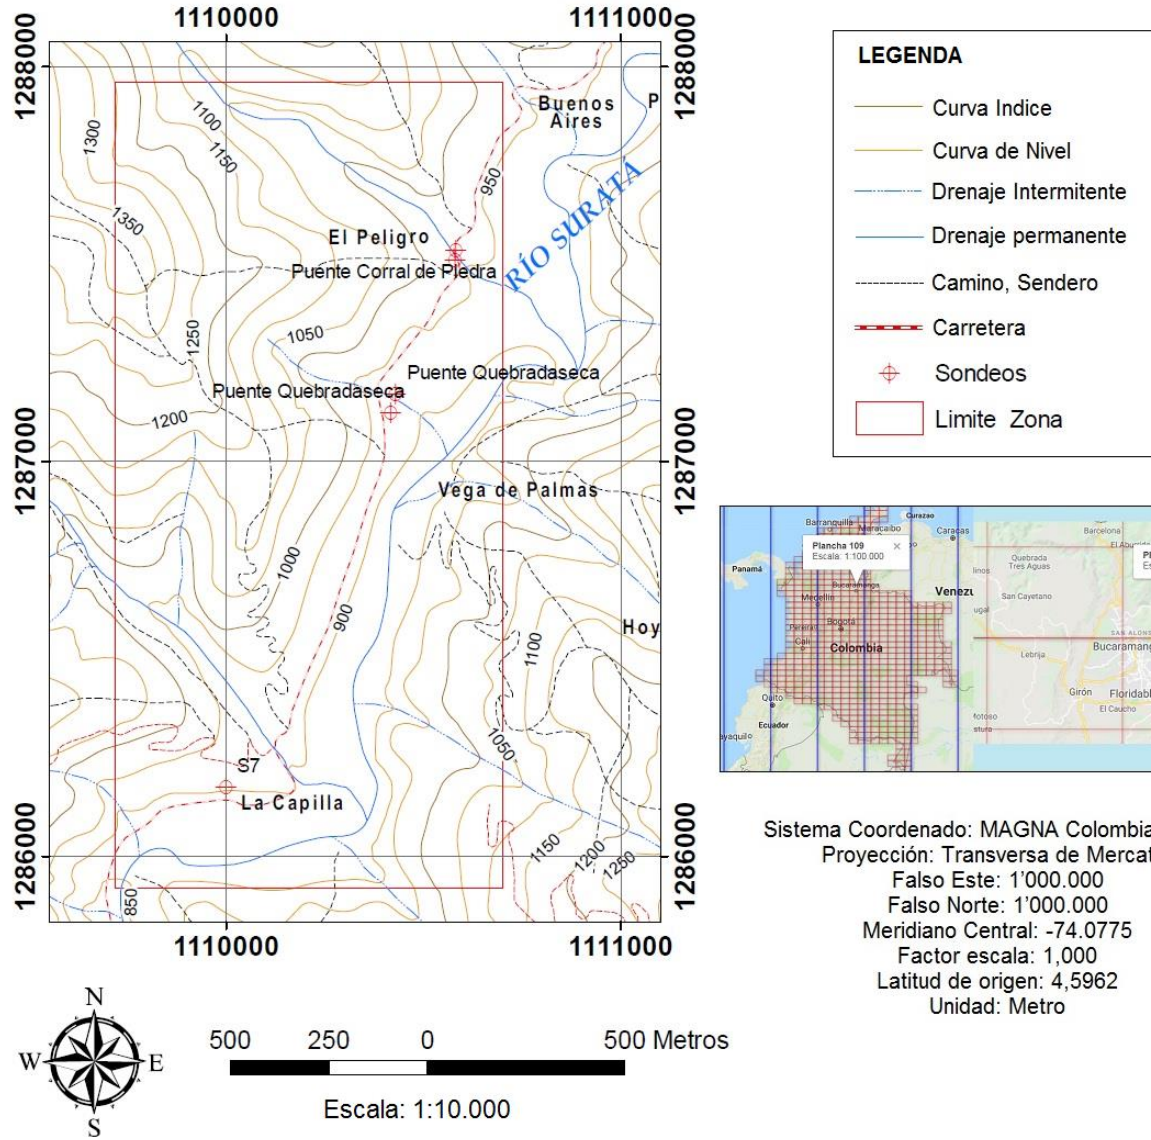 1110000
1111000
1288000
1288000
1287000
1287000
1286000
1286000
1110000
1111000
Buenos
Aires
P
1300
1100
1150
950
1350
El Peligro
Puente Corral de Piedra
RÍO SURATÁ
1250
1050
Puente Quebradaseca
Puente Quebradaseca
1200
Vega de Palmas
1000
900
Hoy
1100
1050
S7
La Capilla
1150
1200
1250
850
N
W
E
S
500 250 0 500 Metros
Escala: 1:10.000
LEGENDA
Curva Indice
Curva de Nivel
Drenaje Intermitente
Drenaje permanente
Camino, Sendero
Carretera
Sondeos
Limite Zona
Barranquilla
Maracaibo
Curazao
Caracas
Plancha 109
Escala: 1:100 000
Panamá
Bucaramanga
Medellín
Venezu
Pereira
Bogotá
Cali
Colombia
Quito
Ecuador
ayaquilo
Barcelona
Quebrada
Tres Aguas
San Cayetano
Lebrija
SAN ALONS
Bucaramang
Girón
Floridabl
El Caucho
Sistema Coordenado: MAGNA Colombia
Proyección: Transversa de Mercat
Falso Este: 1'000.000
Falso Norte: 1'000.000
Meridiano Central: -74.0775
Factor escala: 1,000
Latitud de origen: 4,5962
Unidad: Metro